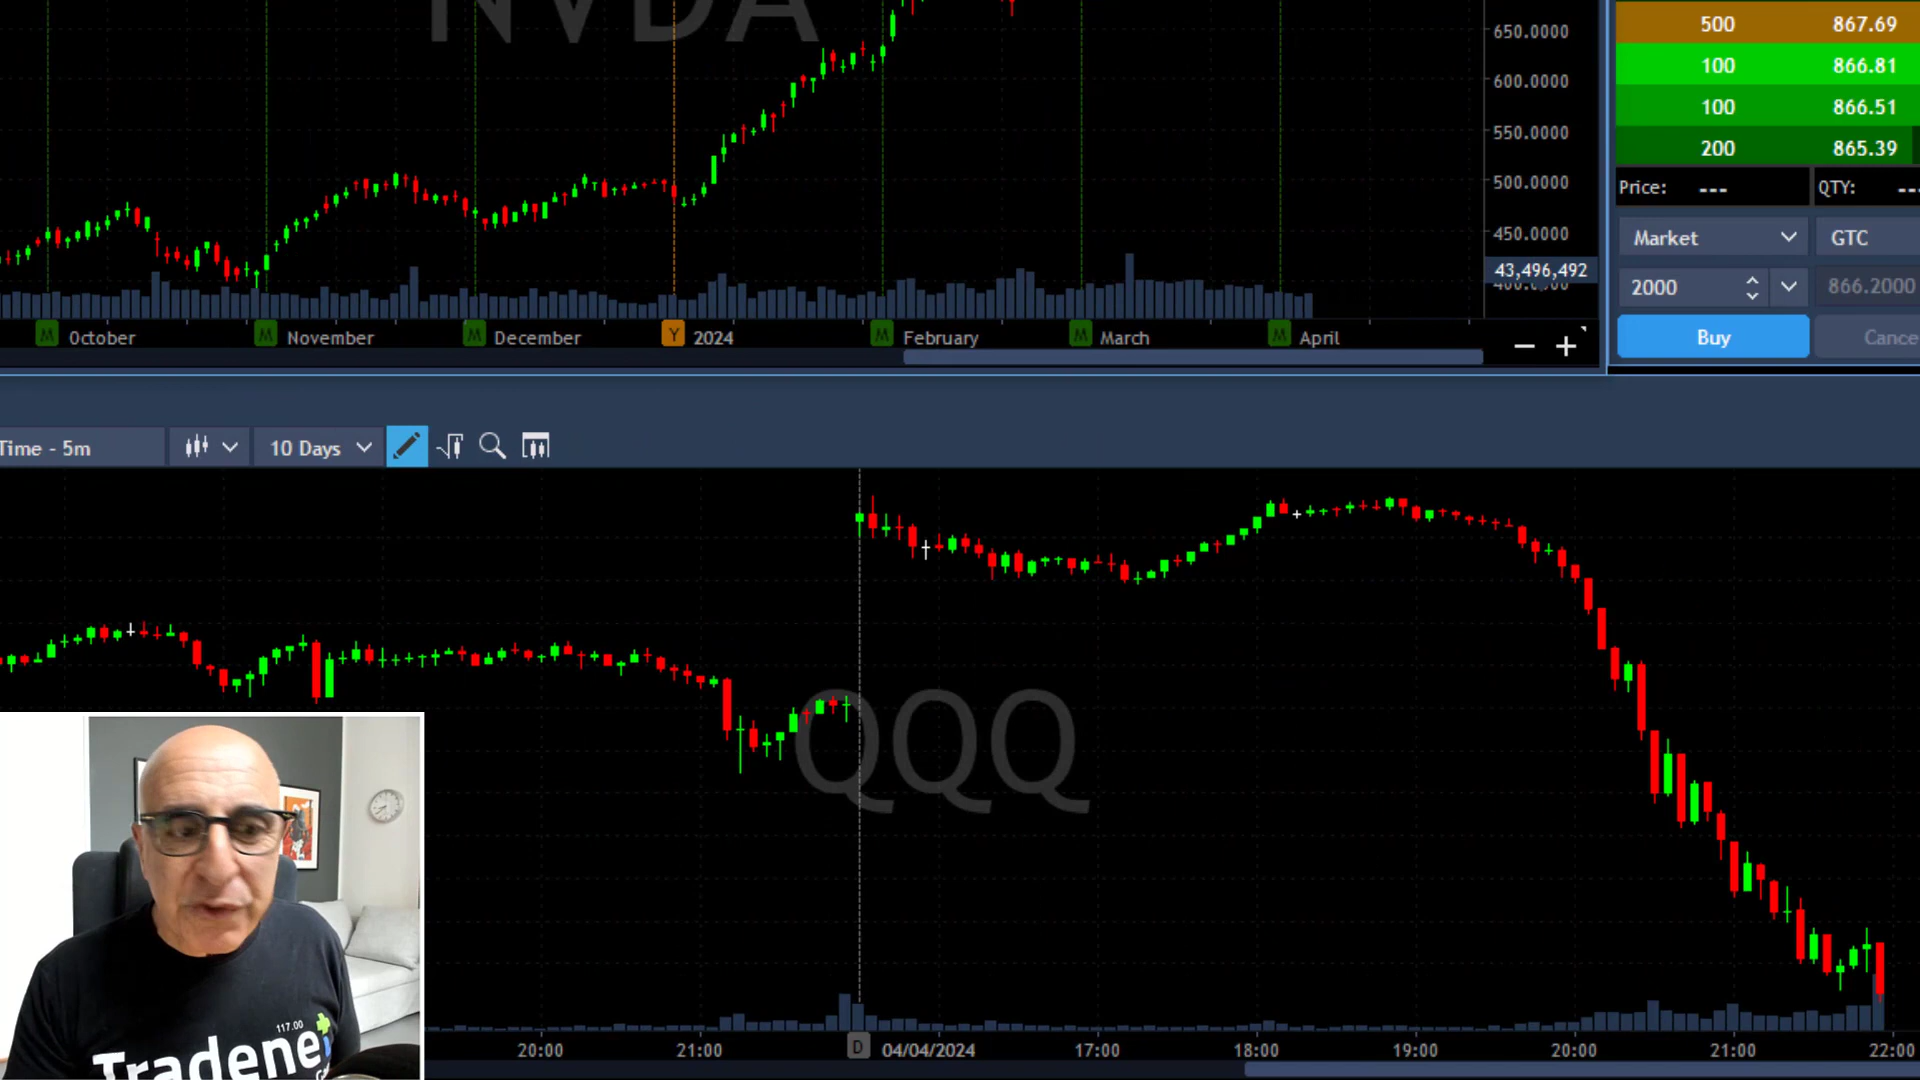 NVDA
650.0000
600.0000
550.0000
500.0000
450.0000
43,496,492
M October M November M December Y 2024 M February M March M April
500 867.69
100 866.81
100 866.51
200 865.39
Price: --- QTY: ---
Market GTC
2000 866.2000
Buy Cance
Time - 5m 10 Days
QQQ
20:00 21:00 D 04/04/2024 17:00 18:00 19:00 20:00 21:00 22:00
117.00
Tradene